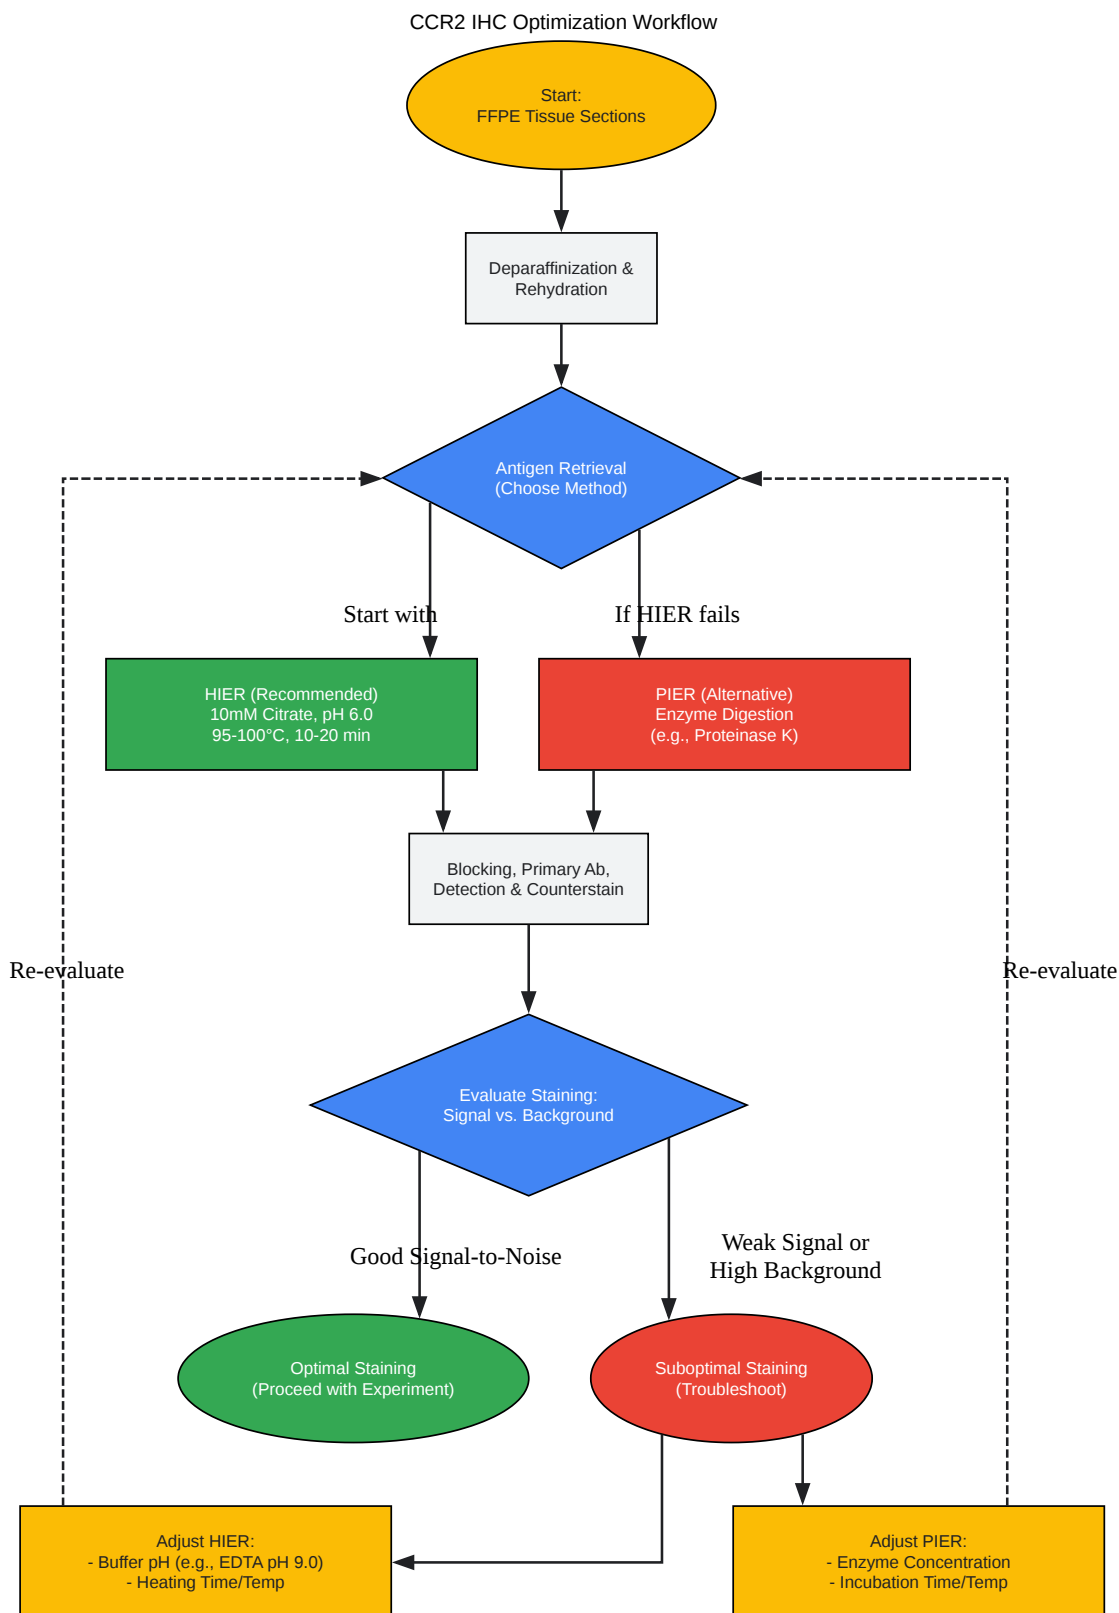 CCR2 IHC Optimization Workflow
Start:
FFPE Tissue Sections
Deparaffinization &
Rehydration
Antigen Retrieval
(Choose Method)
Start with
If HIER fails
HIER (Recommended)
10mM Citrate, pH 6.0
95-100°C, 10-20 min
PIER (Alternative)
Enzyme Digestion
(e.g., Proteinase K)
Blocking, Primary Ab,
Detection & Counterstain
Re-evaluate
Re-evaluate
Evaluate Staining:
Signal vs. Background
Good Signal-to-Noise
Weak Signal or
High Background
Optimal Staining
(Proceed with Experiment)
Suboptimal Staining
(Troubleshoot)
Adjust HIER:
- Buffer pH (e.g., EDTA pH 9.0)
- Heating Time/Temp
Adjust PIER:
- Enzyme Concentration
- Incubation Time/Temp